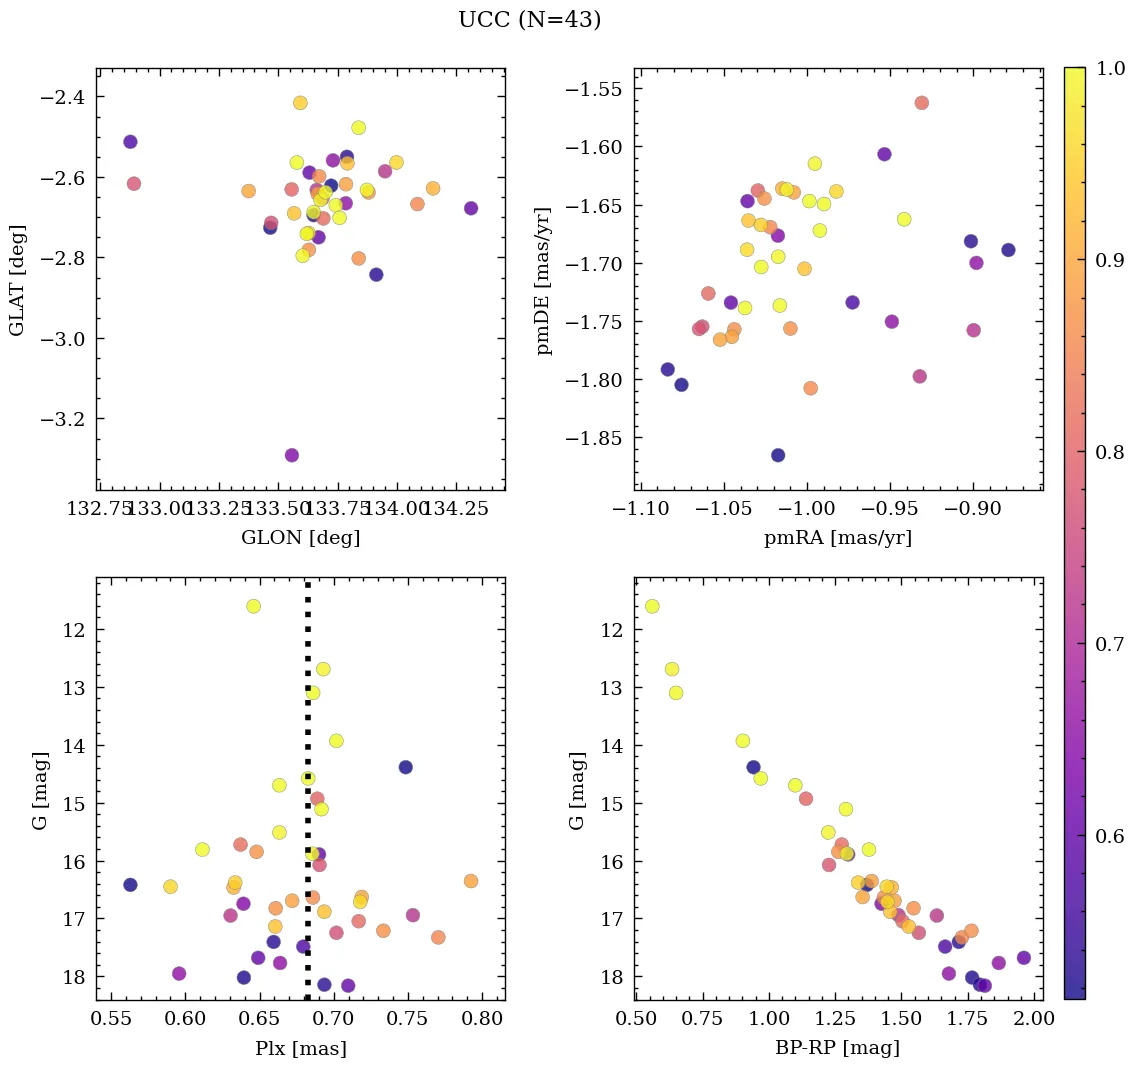 UCC (N=43)
−2.4
−2.6
−2.8
−3.0
−3.2
GLAT [deg]
132.75 133.00 133.25 133.50 133.75 134.00 134.25
GLON [deg]
−1.55
−1.60
−1.65
−1.70
−1.75
−1.80
−1.85
pmDE [mas/yr]
−1.10 −1.05 −1.00 −0.95 −0.90
pmRA [mas/yr]
1.0
0.9
0.8
0.7
0.6
12
13
14
15
16
17
18
G [mag]
0.55 0.60 0.65 0.70 0.75 0.80
Plx [mas]
12
13
14
15
16
17
18
G [mag]
0.50 0.75 1.00 1.25 1.50 1.75 2.00
BP-RP [mag]